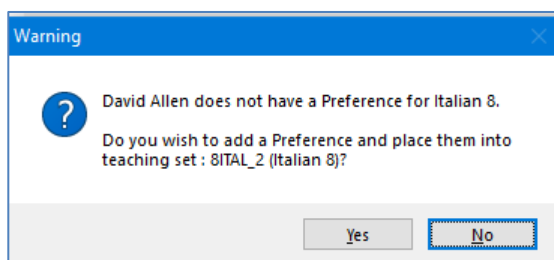 Warning
David Allen does not have a Preference for Italian 8.
Do you wish to add a Preference and place them into
teaching set : 8ITAL_2 (Italian 8)?
Yes
No